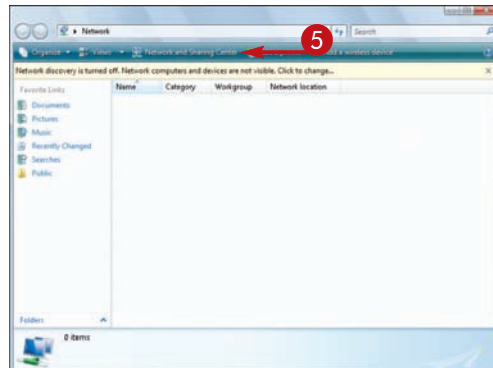 Network
Search
5
Organize Views Network and Sharing Center a wireless device
Network discovery is turned off. Network computers and devices are not visible. Click to change...
Favorite Links
Name Category Workgroup Network location
Documents
Pictures
Music
Recently Changed
Searches
Public
Folders
0 items